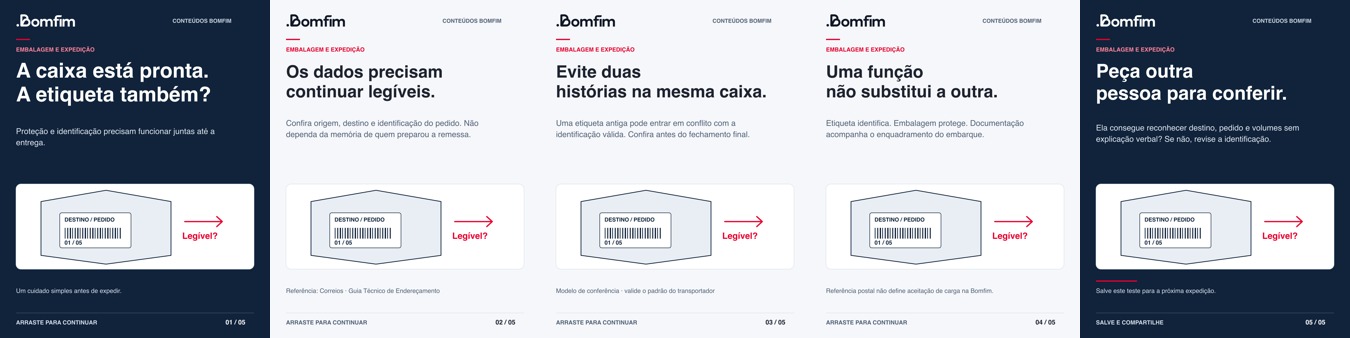 .Bomfim
CONTEÚDOS BOMFIM
EMBALAGEM E EXPEDIÇÃO
A caixa está pronta.
A etiqueta também?
Proteção e identificação precisam funcionar juntas até a
entrega.
DESTINO / PEDIDO
01 / 05
Legível?
Um cuidado simples antes de expedir.
ARRASTE PARA CONTINUAR
01 / 05
.Bomfim
CONTEÚDOS BOMFIM
EMBALAGEM E EXPEDIÇÃO
Os dados precisam
continuar legíveis.
Confira origem, destino e identificação do pedido. Não
dependa da memória de quem preparou a remessa.
DESTINO / PEDIDO
01 / 05
Legível?
Referência: Correios · Guia Técnico de Endereçamento
ARRASTE PARA CONTINUAR
02 / 05
.Bomfim
CONTEÚDOS BOMFIM
EMBALAGEM E EXPEDIÇÃO
Evite duas
histórias na mesma caixa.
Uma etiqueta antiga pode entrar em conflito com a
identificação válida. Confira antes do fechamento final.
DESTINO / PEDIDO
01 / 05
Legível?
Modelo de conferência · valide o padrão do transportador
ARRASTE PARA CONTINUAR
03 / 05
.Bomfim
CONTEÚDOS BOMFIM
EMBALAGEM E EXPEDIÇÃO
Uma função
não substitui a outra.
Etiqueta identifica. Embalagem protege. Documentação
acompanha o enquadramento do embarque.
DESTINO / PEDIDO
01 / 05
Legível?
Referência postal não define aceitação de carga na Bomfim.
ARRASTE PARA CONTINUAR
04 / 05
.Bomfim
CONTEÚDOS BOMFIM
EMBALAGEM E EXPEDIÇÃO
Peça outra
pessoa para conferir.
Ela consegue reconhecer destino, pedido e volumes sem
explicação verbal? Se não, revise a identificação.
DESTINO / PEDIDO
01 / 05
Legível?
Salve este teste para a próxima expedição.
SALVE E COMPARTILHE
05 / 05